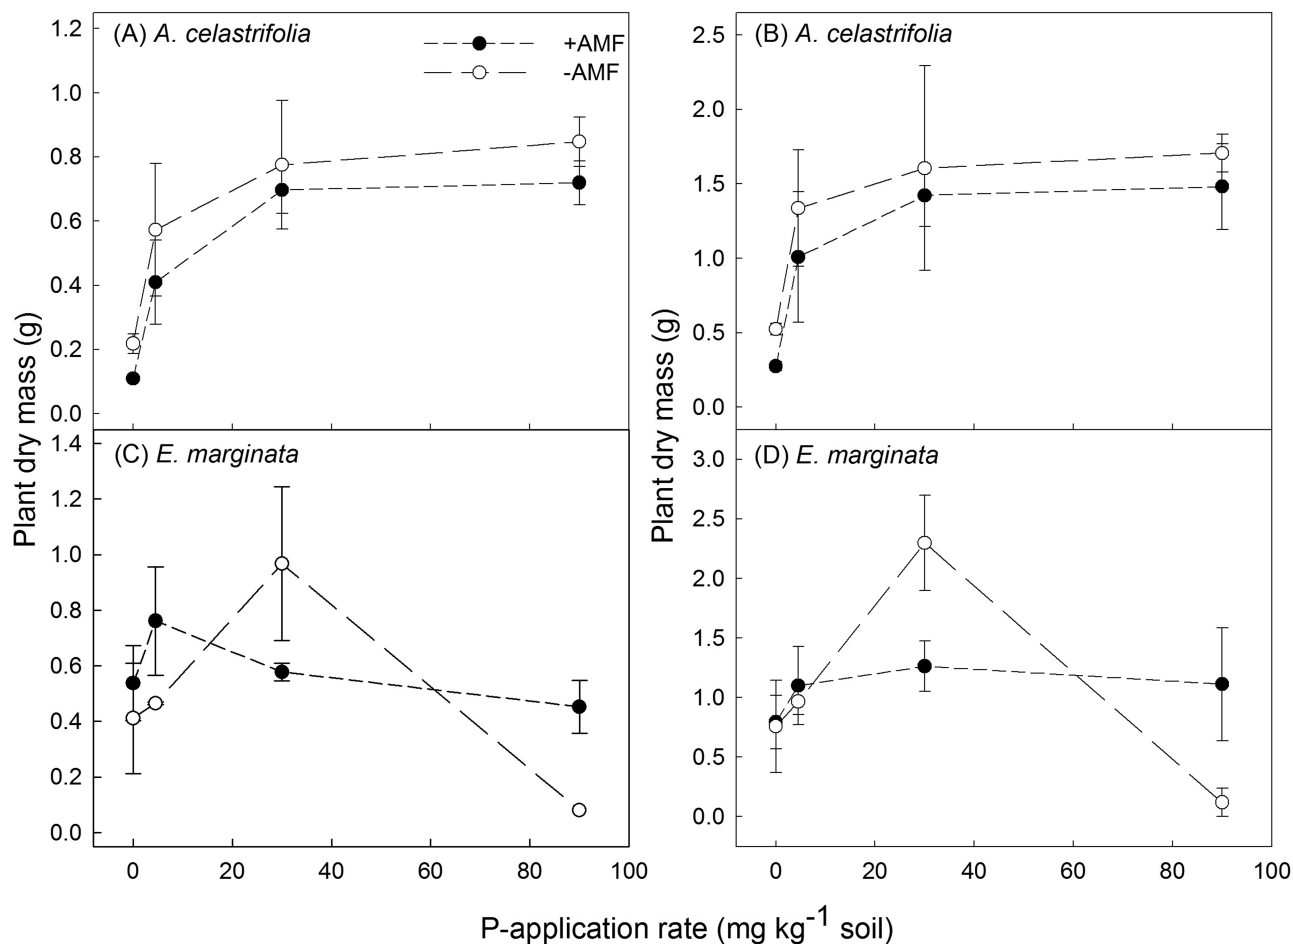 (A) A. celastrifolia
+AMF
-AMF
1.2
1.0
0.8
0.6
0.4
0.2
0.0
(B) A. celastrifolia
2.5
2.0
1.5
1.0
0.5
0.0
Plant dry mass (g)
Plant dry mass (g)
(C) E. marginata
1.4
1.2
1.0
0.8
0.6
0.4
0.2
0.0
0 20 40 60 80 100
(D) E. marginata
3.0
2.5
2.0
1.5
1.0
0.5
0.0
0 20 40 60 80 100
P-application rate (mg kg-1 soil)